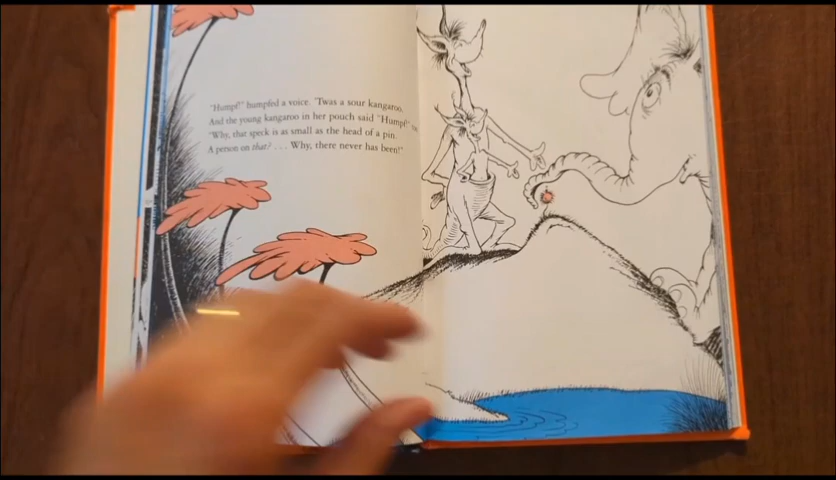 "Humpf!" humpfed a voice. 'Twas a sour kangaroo.
And the young kangaroo in her pouch said "Humpf!"
"Why, that speck is as small as the head of a pin.
A person on that? . . . Why, there never has been!"